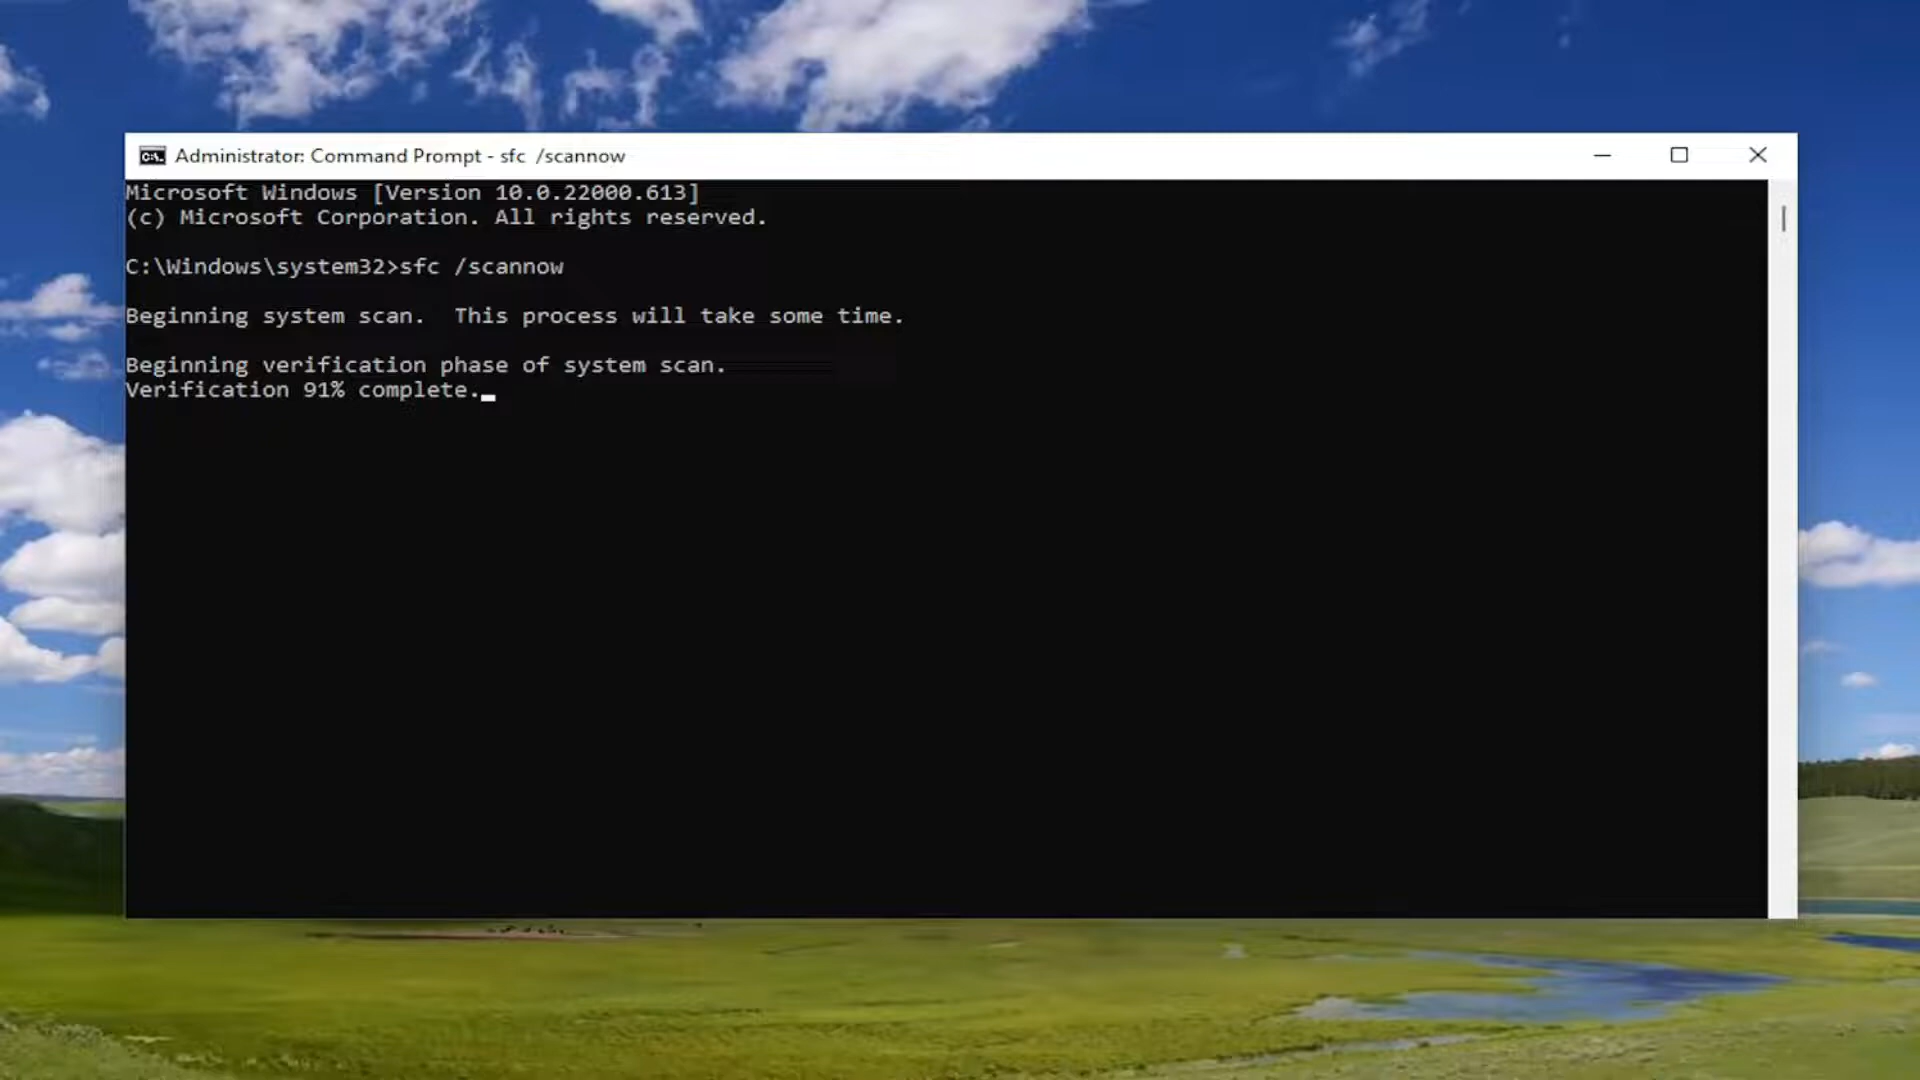 Administrator: Command Prompt - sfc  /scannow
Microsoft Windows [Version 10.0.22000.613]
(c) Microsoft Corporation. All rights reserved.
C:\Windows\system32>sfc /scannow
Beginning system scan.  This process will take some time.
Beginning verification phase of system scan.
Verification 91% complete.